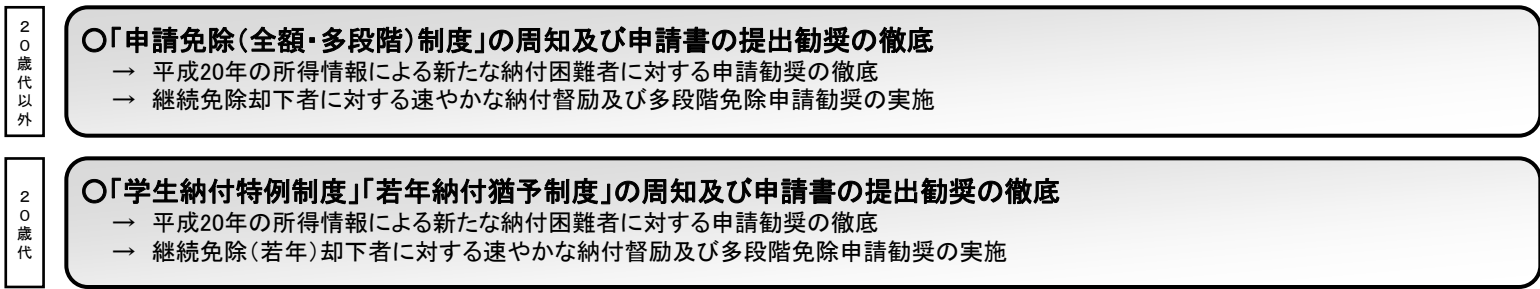 20歳代以外
〇「申請免除(全額・多段階)制度」の周知及び申請書の提出勧奨の徹底
→ 平成20年の所得情報による新たな納付困難者に対する申請勧奨の徹底
→ 継続免除却下者に対する速やかな納付督励及び多段階免除申請勧奨の実施
20歳代
〇「学生納付特例制度」「若年納付猶予制度」の周知及び申請書の提出勧奨の徹底
→ 平成20年の所得情報による新たな納付困難者に対する申請勧奨の徹底
→ 継続免除(若年)却下者に対する速やかな納付督励及び多段階免除申請勧奨の実施